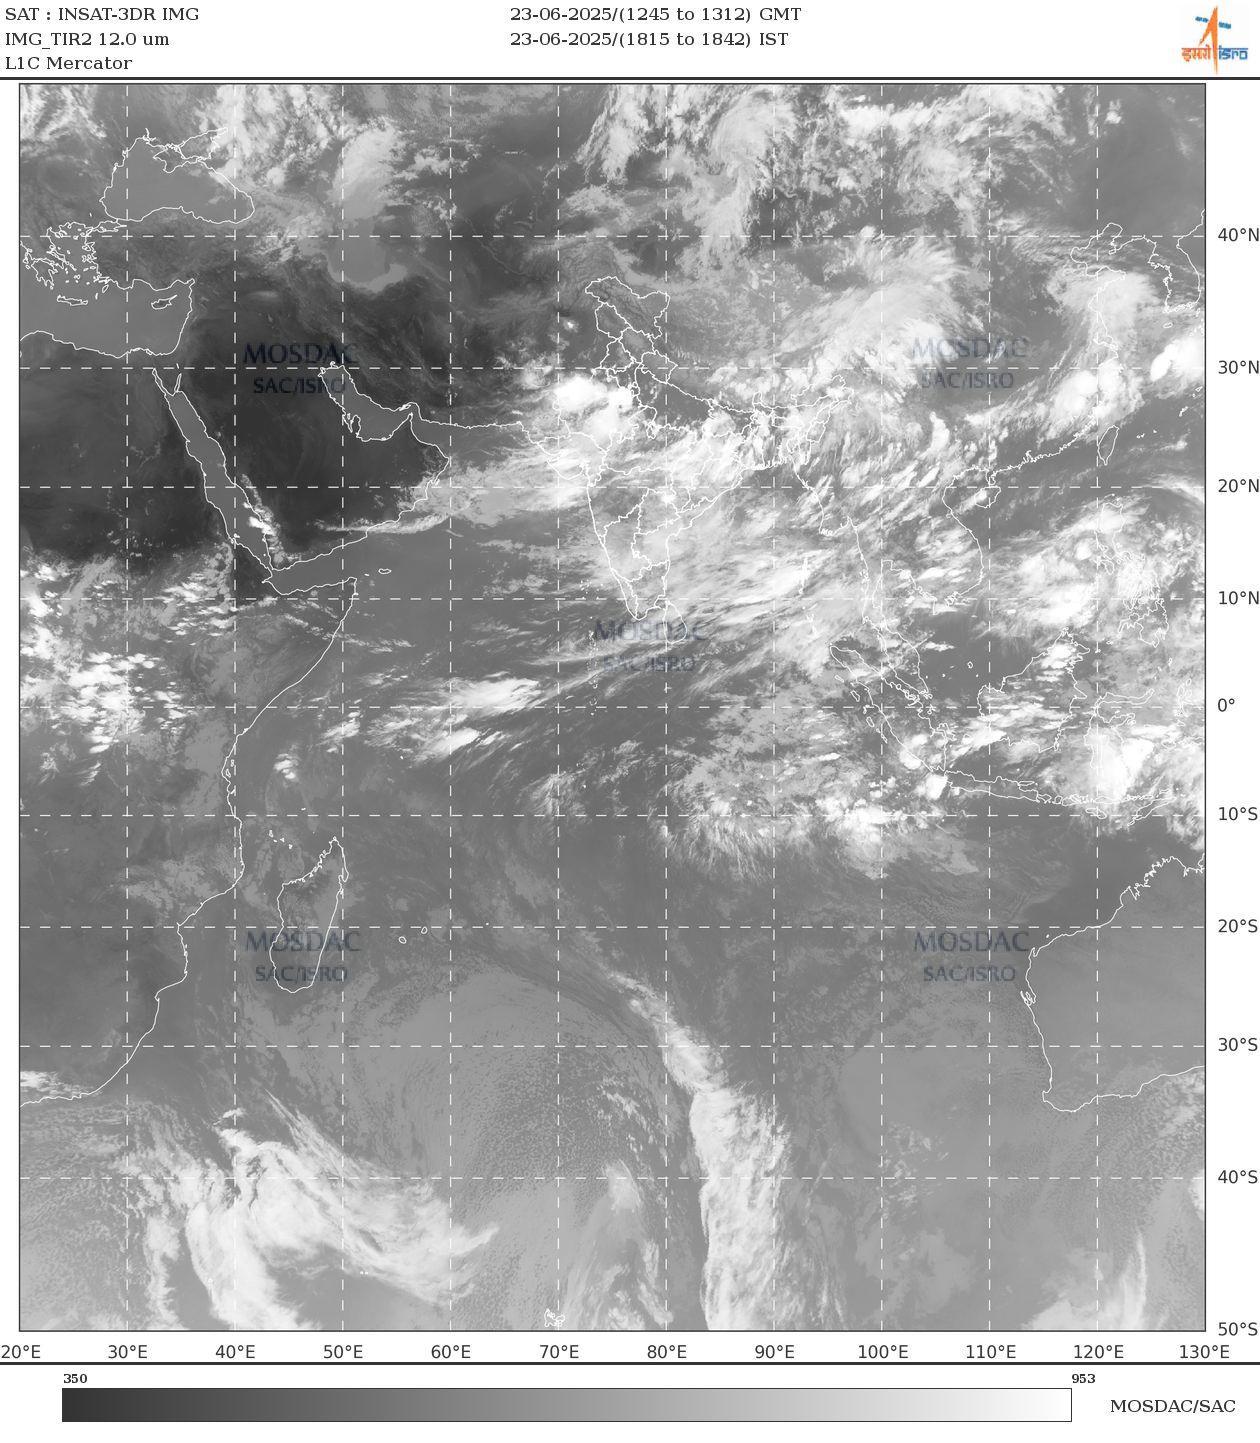 SAT : INSAT-3DR IMG
IMG_TIR2 12.0 um
L1C Mercator
23-06-2025/(1245 to 1312) GMT
23-06-2025/(1815 to 1842) IST
इसरो isro
MOSDAC
SAC/ISRO
MOSDAC
SAC/ISRO
MOSDAC
SAC/ISRO
MOSDAC
SAC/ISRO
MOSDAC
SAC/ISRO
40°N
30°N
20°N
10°N
0°
10°S
20°S
30°S
40°S
50°S
20°E 30°E 40°E 50°E 60°E 70°E 80°E 90°E 100°E 110°E 120°E 130°E
350 953
MOSDAC/SAC